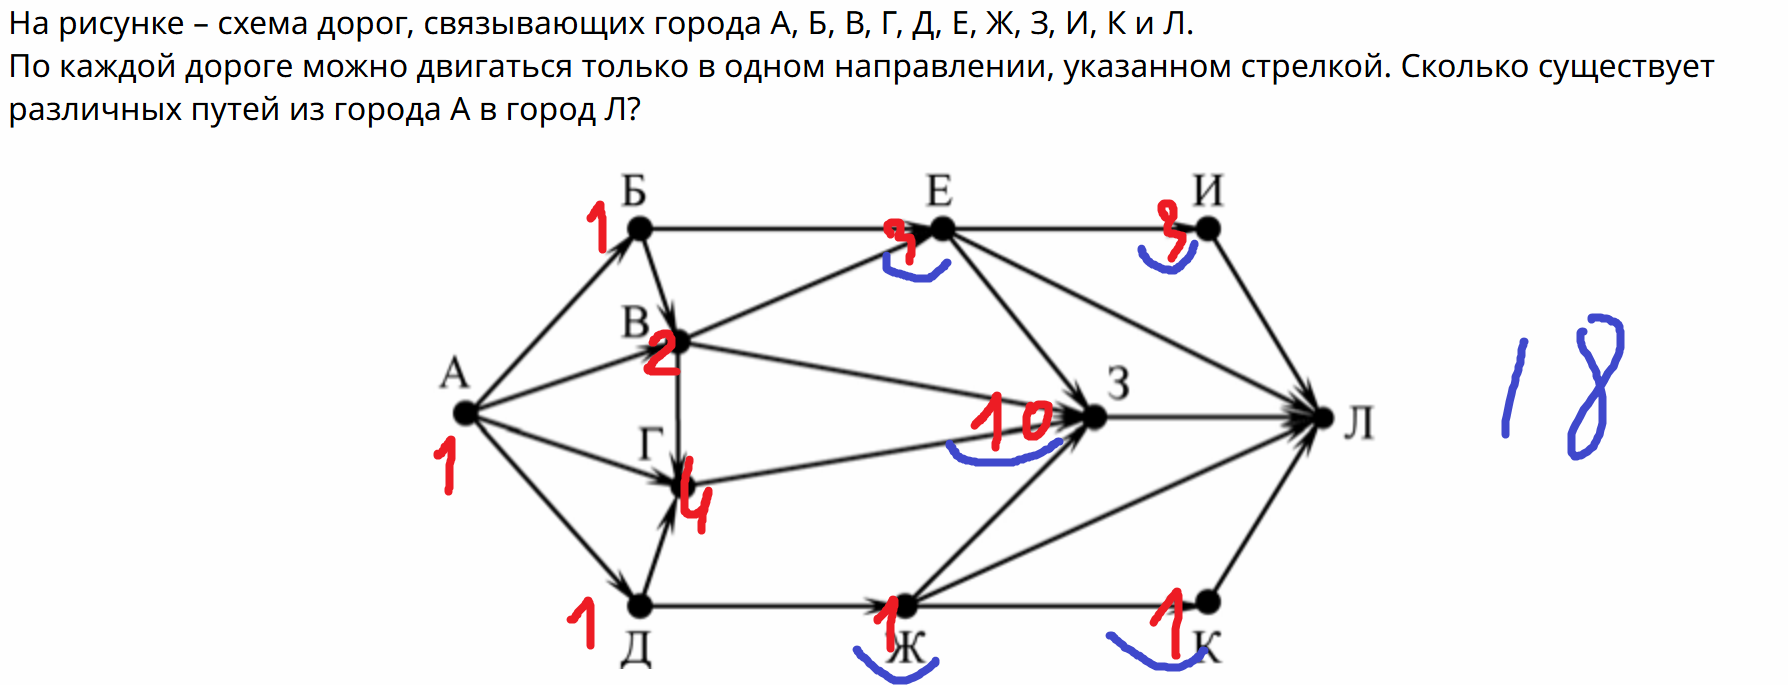 На рисунке – схема дорог, связывающих города А, Б, В, Г, Д, Е, Ж, З, И, К и Л.
По каждой дороге можно двигаться только в одном направлении, указанном стрелкой. Сколько существует
различных путей из города А в город Л?
Б Е И
1 3 3
В
2
А З
10 Л 18
Г
1 4
1 1 1
Д Ж К